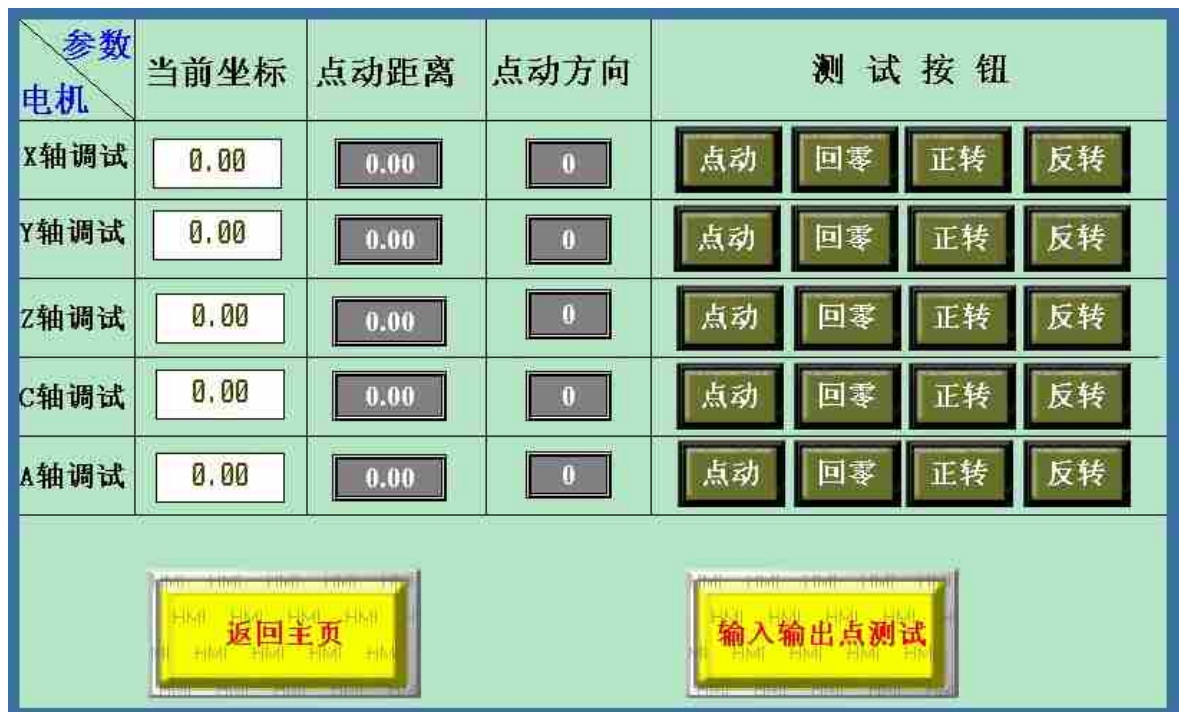 参数
电机
当前坐标 点动距离 点动方向 测试按钮
X轴调试 0.00 0.00 0 点动 回零 正转 反转
Y轴调试 0.00 0.00 0 点动 回零 正转 反转
Z轴调试 0.00 0.00 0 点动 回零 正转 反转
C轴调试 0.00 0.00 0 点动 回零 正转 反转
A轴调试 0.00 0.00 0 点动 回零 正转 反转
返回主页 输入输出点测试